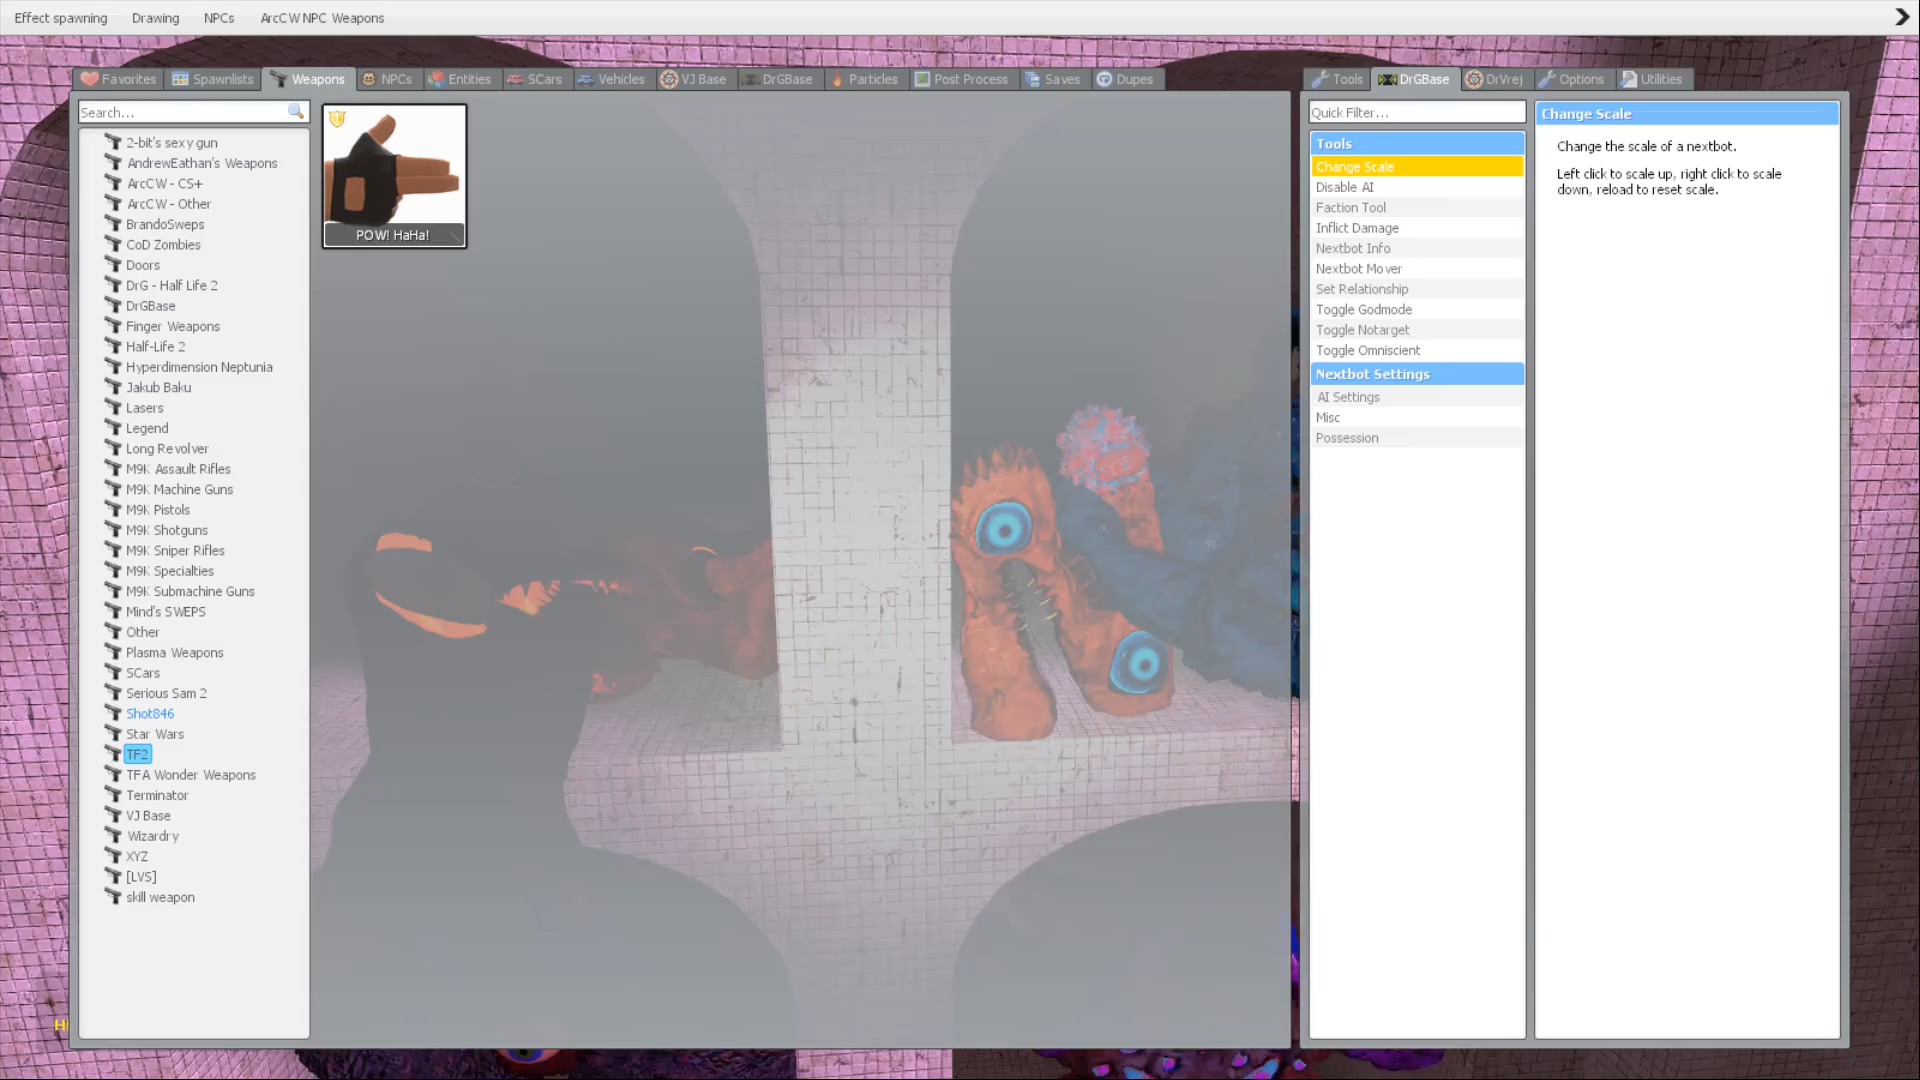 Effect spawning Drawing NPCs ArcCW NPC Weapons
Favorites Spawnlists Weapons NPCs Entities SCars Vehicles VJ Base DrGBase Particles Post Process Saves Dupes
Search...
2-bit's sexy gun
AndrewEathan's Weapons
ArcCW - CS+
ArcCW - Other
BrandoSweps
CoD Zombies
Doors
DrG - Half Life 2
DrGBase
Finger Weapons
Half-Life 2
Hyperdimension Neptunia
Jakub Baku
Lasers
Legend
Long Revolver
M9K Assault Rifles
M9K Machine Guns
M9K Pistols
M9K Shotguns
M9K Sniper Rifles
M9K Specialties
M9K Submachine Guns
Mind's SWEPS
Other
Plasma Weapons
SCars
Serious Sam 2
Shot846
Star Wars
TF2
TFA Wonder Weapons
Terminator
VJ Base
Wizardry
XYZ
[LVS]
skill weapon
POW! HaHa!
Tools DrGBase DrVrej Options Utilities
Quick Filter...
Tools
Change Scale
Disable AI
Faction Tool
Inflict Damage
Nextbot Info
Nextbot Mover
Set Relationship
Toggle Godmode
Toggle Notarget
Toggle Omniscient
Nextbot Settings
AI Settings
Misc
Possession
Change Scale
Change the scale of a nextbot.
Left click to scale up, right click to scale
down, reload to reset scale.